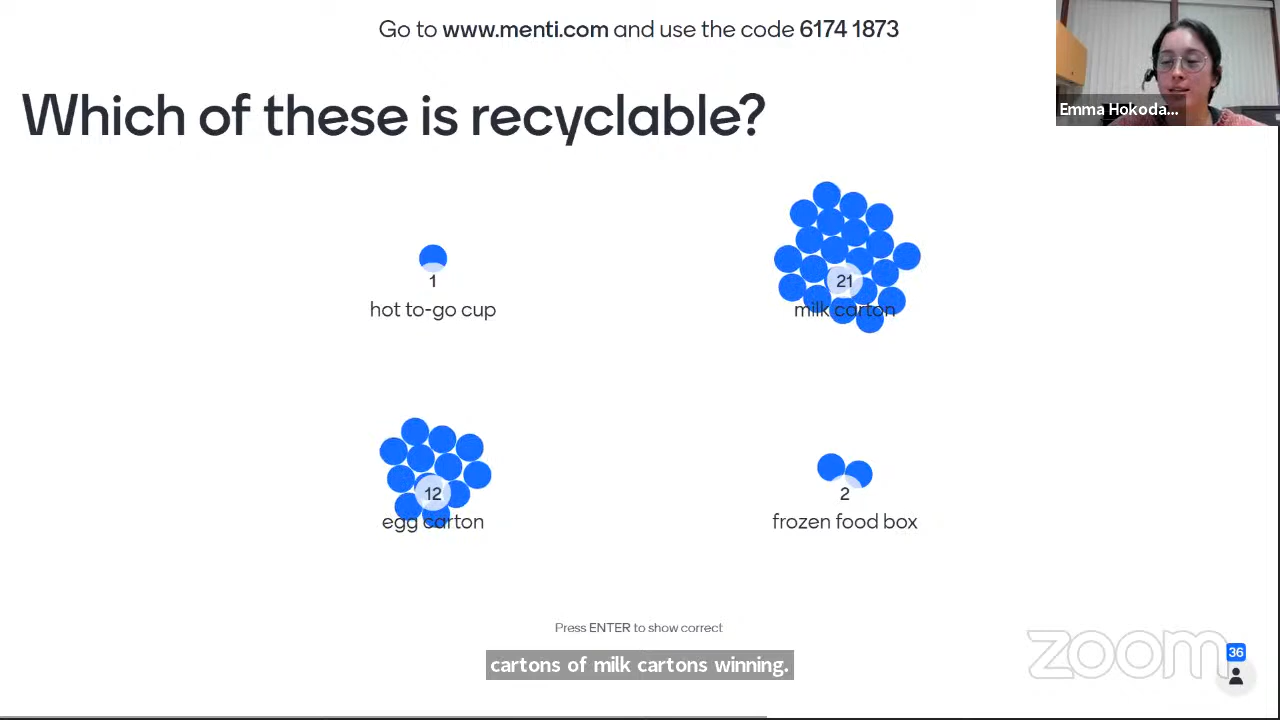 Go to www.menti.com and use the code 6174 1873
Which of these is recyclable?
Emma Hokoda...
1
hot to-go cup
21
milk carton
12
egg carton
2
frozen food box
Press ENTER to show correct
cartons of milk cartons winning.
zoom
36